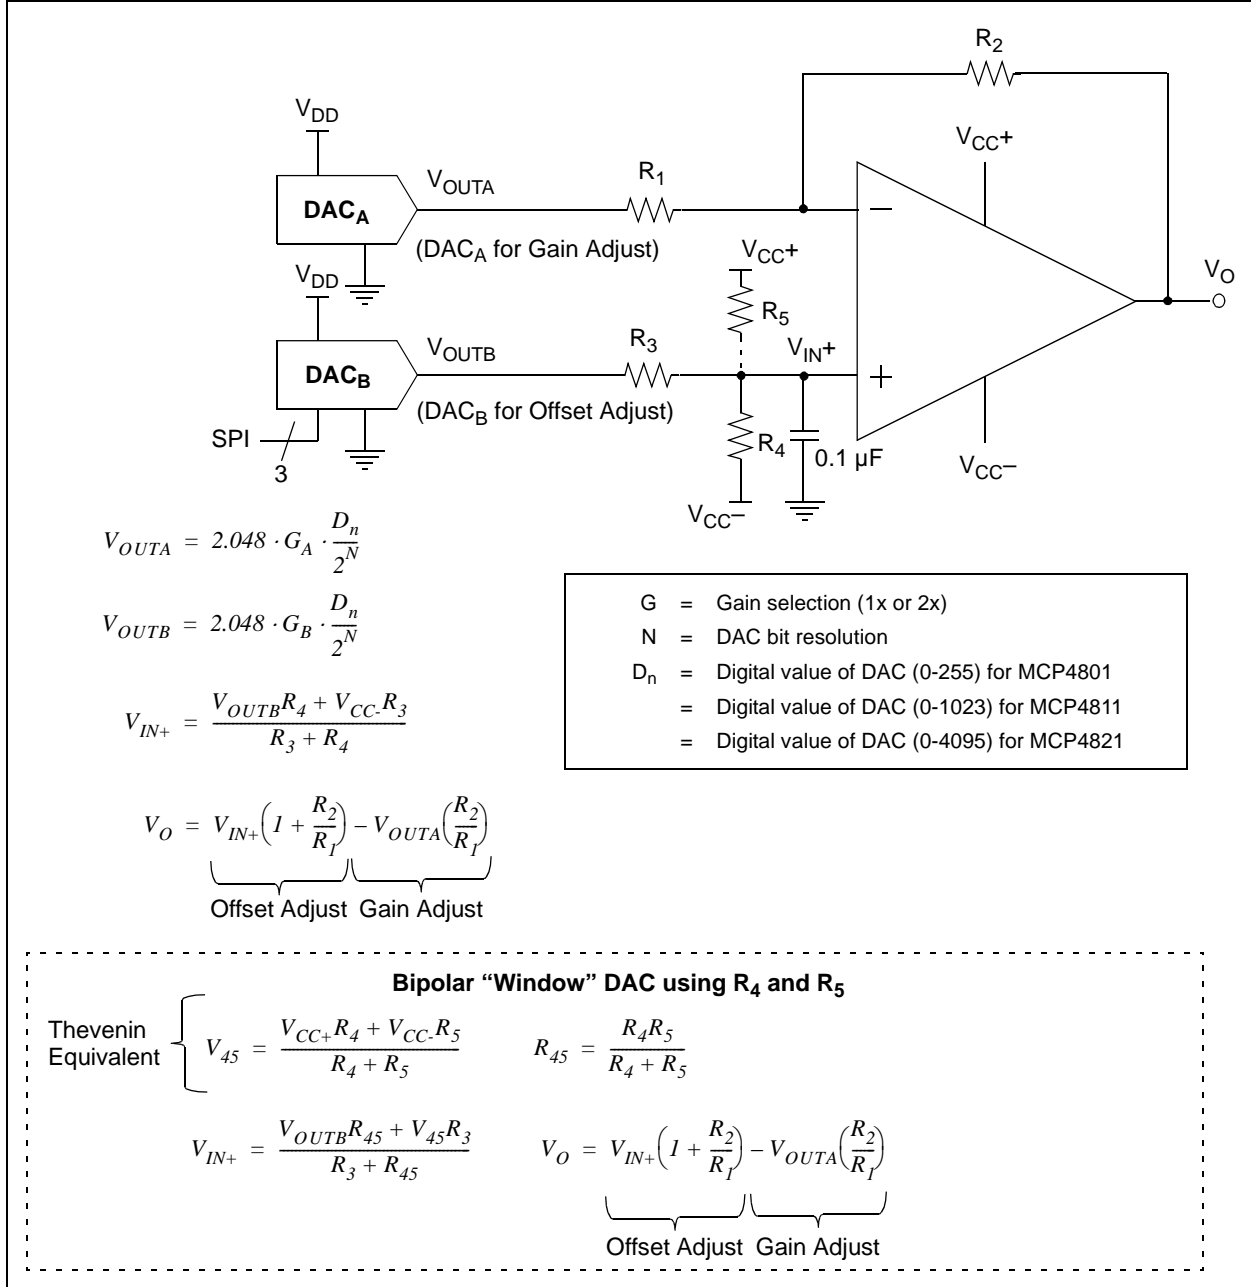 R2
VDD
VCC+
R1
VOUTA
DACA
(DACA for Gain Adjust)
VCC+
VDD
VO
R5
R3
VOUTB
VIN+
DACB
(DACB for Offset Adjust)
SPI
3
R4
0.1 µF
VCC–
VCC–
VOUTA = 2.048 · GA · Dn/2^N
VOUTB = 2.048 · GB · Dn/2^N
G = Gain selection (1x or 2x)
N = DAC bit resolution
Dn = Digital value of DAC (0-255) for MCP4801
= Digital value of DAC (0-1023) for MCP4811
= Digital value of DAC (0-4095) for MCP4821
VIN+ = (VOUTBR4 + VCC-R3)/(R3 + R4)
VO = VIN+(1 + R2/R1) – VOUTA(R2/R1)
Offset Adjust Gain Adjust
Bipolar “Window” DAC using R4 and R5
Thevenin
Equivalent
V45 = (VCC+R4 + VCC-R5)/(R4 + R5)
R45 = R4R5/(R4 + R5)
VIN+ = (VOUTBR45 + V45R3)/(R3 + R45)
VO = VIN+(1 + R2/R1) – VOUTA(R2/R1)
Offset Adjust Gain Adjust